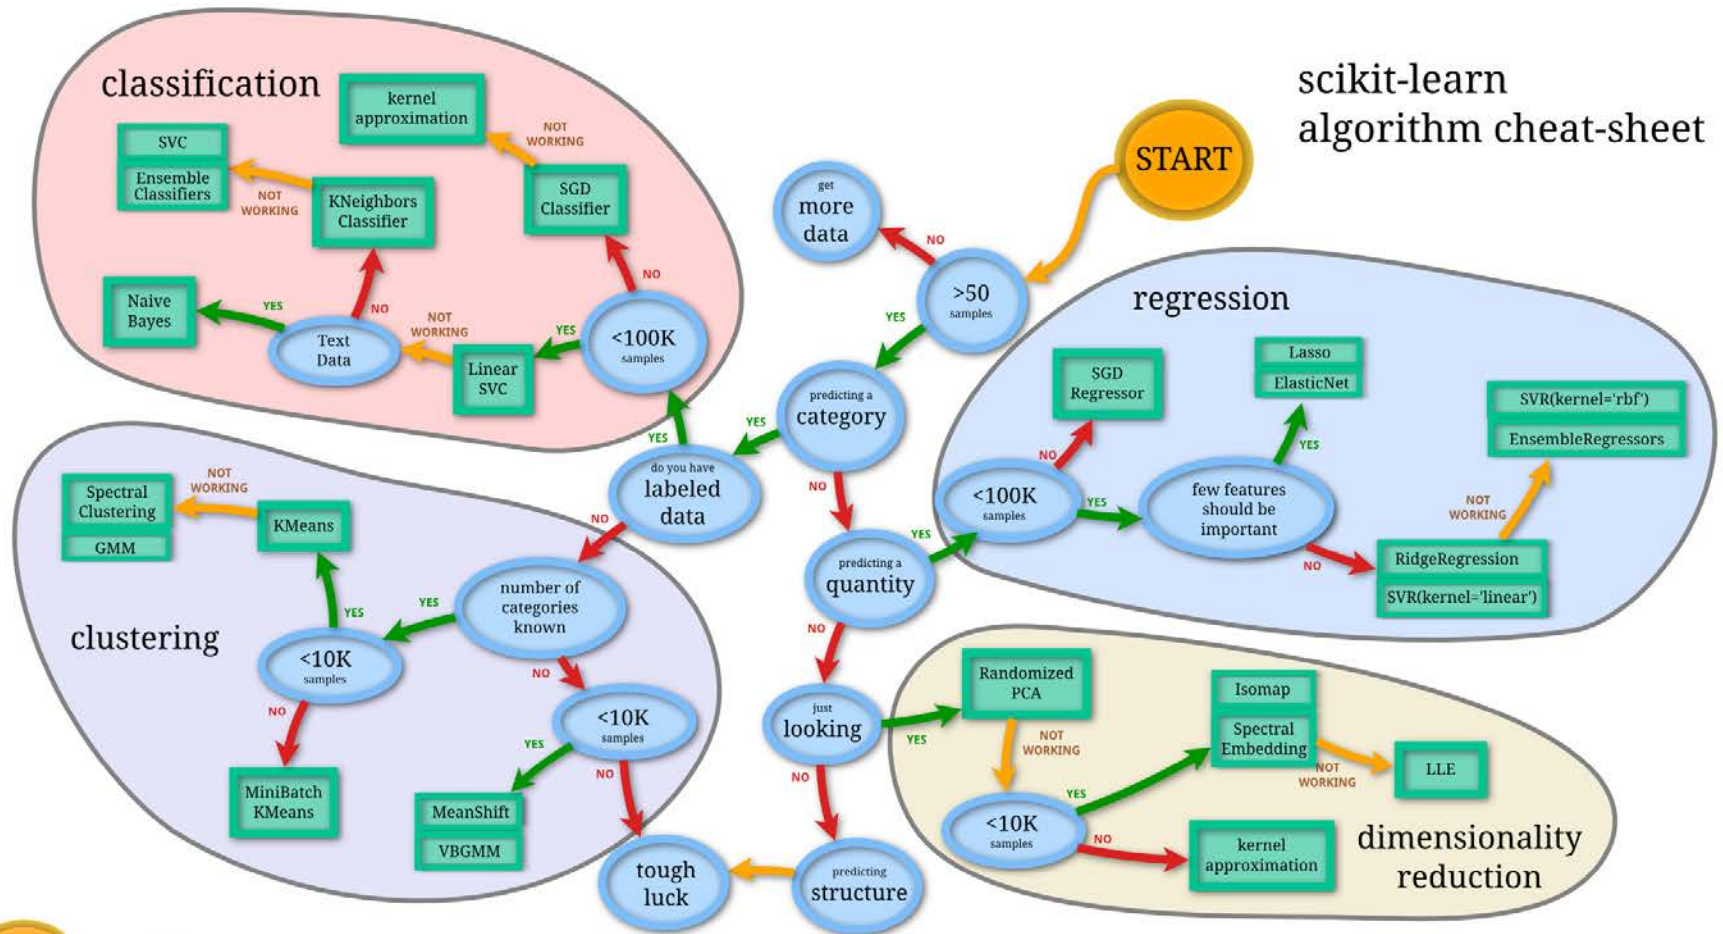 scikit-learn
algorithm cheat-sheet
START
get
more
data
NO
>50
samples
YES
predicting a
category
YES
NO
do you have
labeled
data
YES
NO
predicting a
quantity
YES
NO
just
looking
YES
NO
predicting
structure
tough
luck
classification
kernel
approximation
NOT
WORKING
SVC
Ensemble
Classifiers
NOT
WORKING
KNeighbors
Classifier
SGD
Classifier
NO
Naive
Bayes
YES
Text
Data
NO
NOT
WORKING
Linear
SVC
YES
<100K
samples
regression
SGD
Regressor
NO
<100K
samples
YES
Lasso
ElasticNet
YES
few features
should be
important
NO
SVR(kernel='rbf')
EnsembleRegressors
NOT
WORKING
RidgeRegression
SVR(kernel='linear')
clustering
Spectral
Clustering
GMM
NOT
WORKING
KMeans
YES
number of
categories
known
YES
NO
<10K
samples
NO
MiniBatch
KMeans
<10K
samples
YES
NO
MeanShift
VBGMM
dimensionality
reduction
Randomized
PCA
NOT
WORKING
<10K
samples
YES
NO
Isomap
Spectral
Embedding
NOT
WORKING
LLE
kernel
approximation